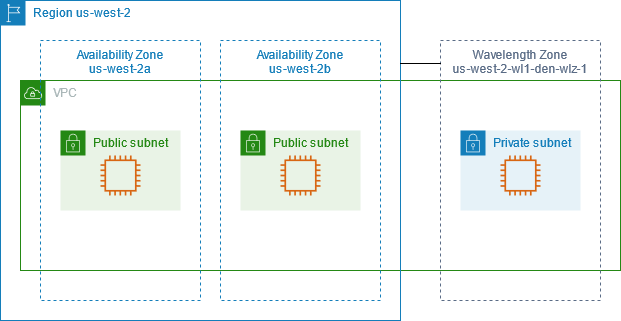 Region us-west-2
Availability Zone
us-west-2a
Availability Zone
us-west-2b
Wavelength Zone
us-west-2-wl1-den-wlz-1
VPC
Public subnet
Public subnet
Private subnet